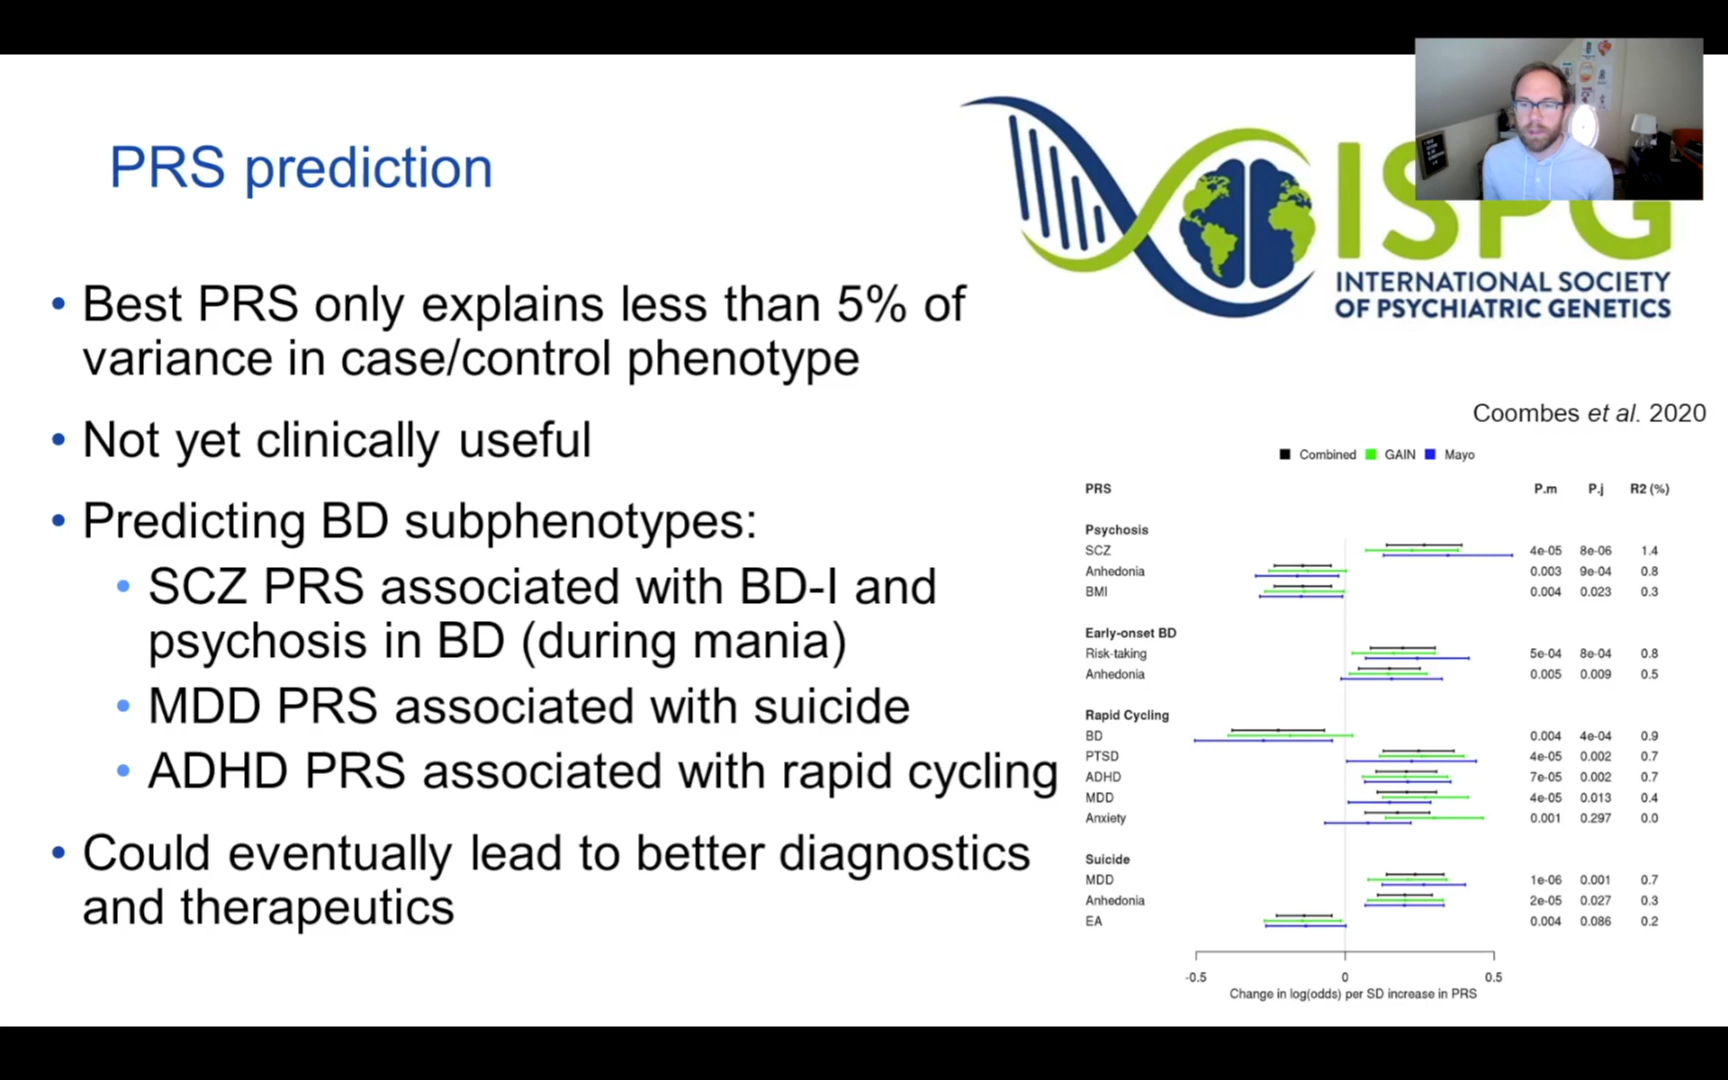 PRS prediction
ISPG
INTERNATIONAL SOCIETY
OF PSYCHIATRIC GENETICS
• Best PRS only explains less than 5% of
variance in case/control phenotype
• Not yet clinically useful
• Predicting BD subphenotypes:
• SCZ PRS associated with BD-I and
psychosis in BD (during mania)
• MDD PRS associated with suicide
• ADHD PRS associated with rapid cycling
• Could eventually lead to better diagnostics
and therapeutics
Coombes et al. 2020
Combined GAIN Mayo
PRS P.m P.j R2 (%)
Psychosis
SCZ 4e-05 8e-06 1.4
Anhedonia 0.003 9e-04 0.8
BMI 0.004 0.023 0.3
Early-onset BD
Risk-taking 5e-04 8e-04 0.8
Anhedonia 0.005 0.009 0.5
Rapid Cycling
BD 0.004 4e-04 0.9
PTSD 4e-05 0.002 0.7
ADHD 7e-05 0.002 0.7
MDD 4e-05 0.013 0.4
Anxiety 0.001 0.297 0.0
Suicide
MDD 1e-06 0.001 0.7
Anhedonia 2e-05 0.027 0.3
EA 0.004 0.086 0.2
-0.5 0 0.5
Change in log(odds) per SD increase in PRS